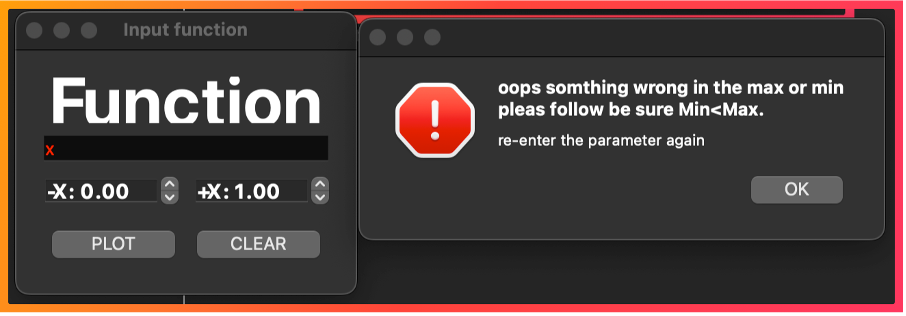 Input function
Function
x
-X: 0.00
+X: 1.00
PLOT
CLEAR
oops somthing wrong in the max or min
pleas follow be sure Min<Max.
re-enter the parameter again
OK